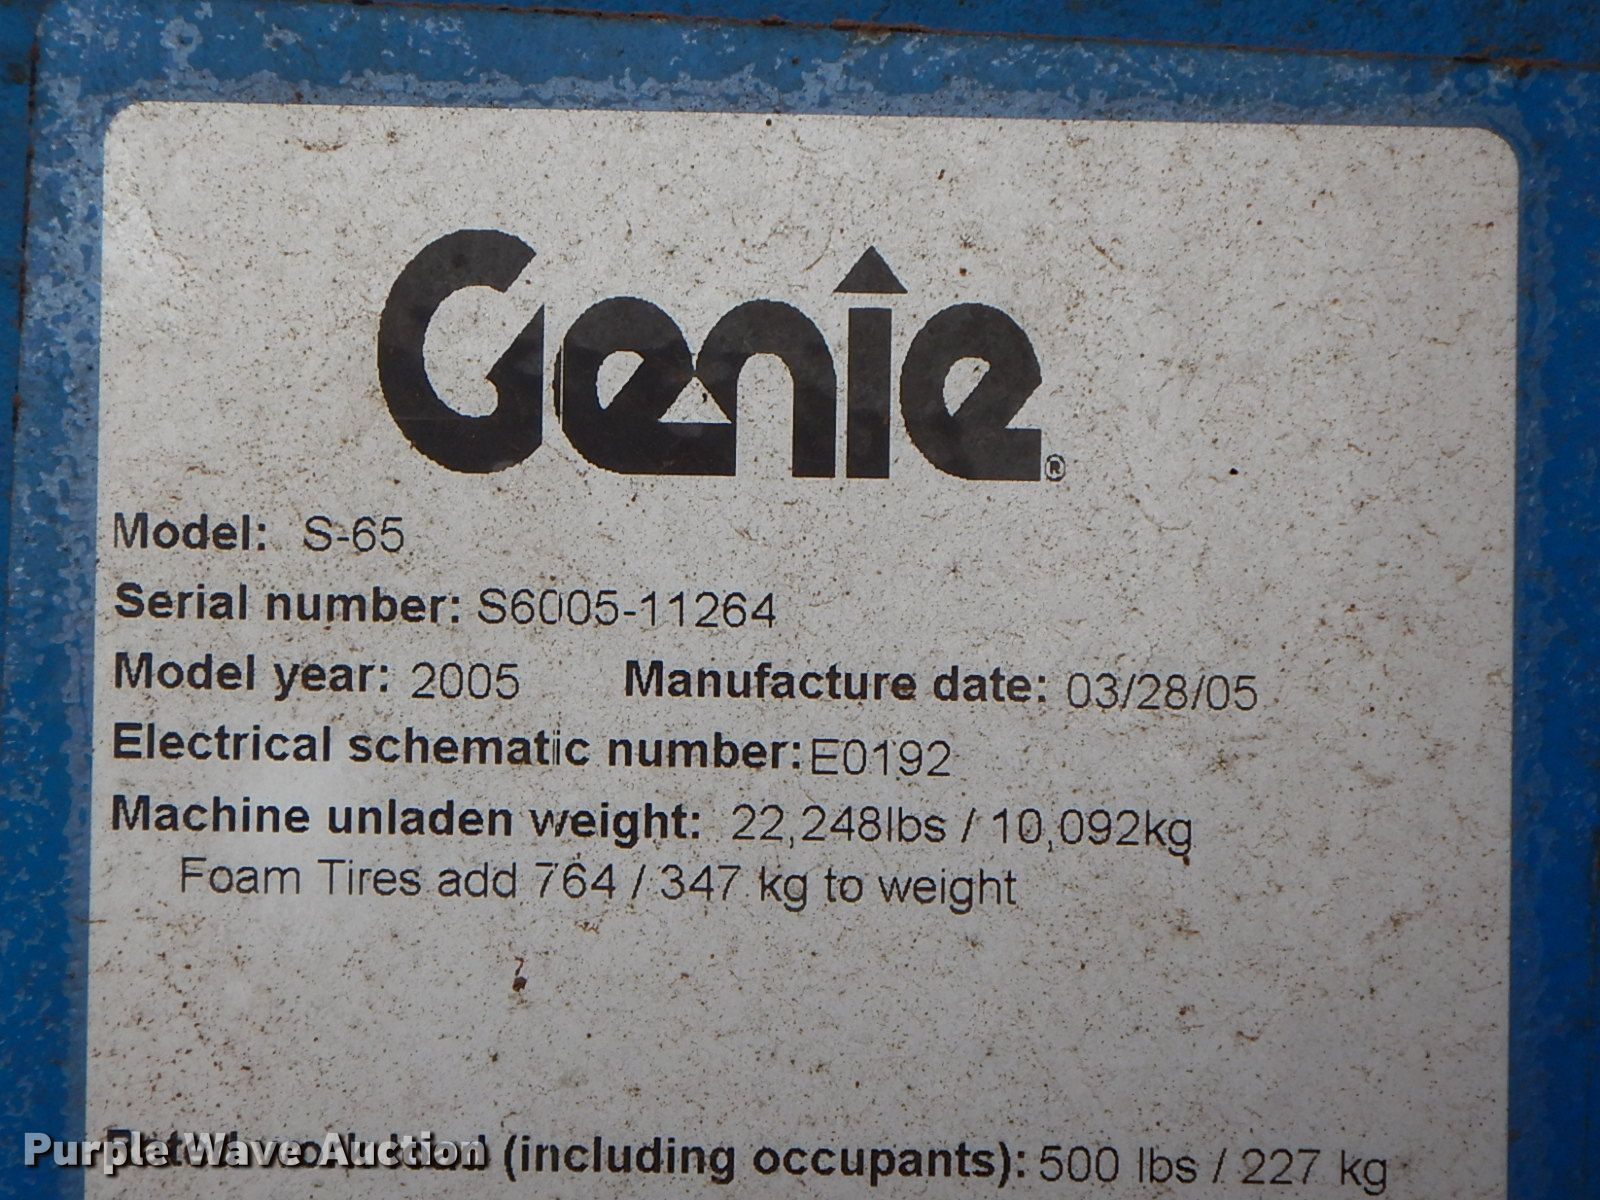 Genie®
Model: S-65
Serial number: S6005-11264
Model year: 2005 Manufacture date: 03/28/05
Electrical schematic number: E0192
Machine unladen weight: 22,248lbs / 10,092kg
Foam Tires add 764 / 347 kg to weight
(including occupants): 500 lbs / 227 kg
Purple Wave Auction